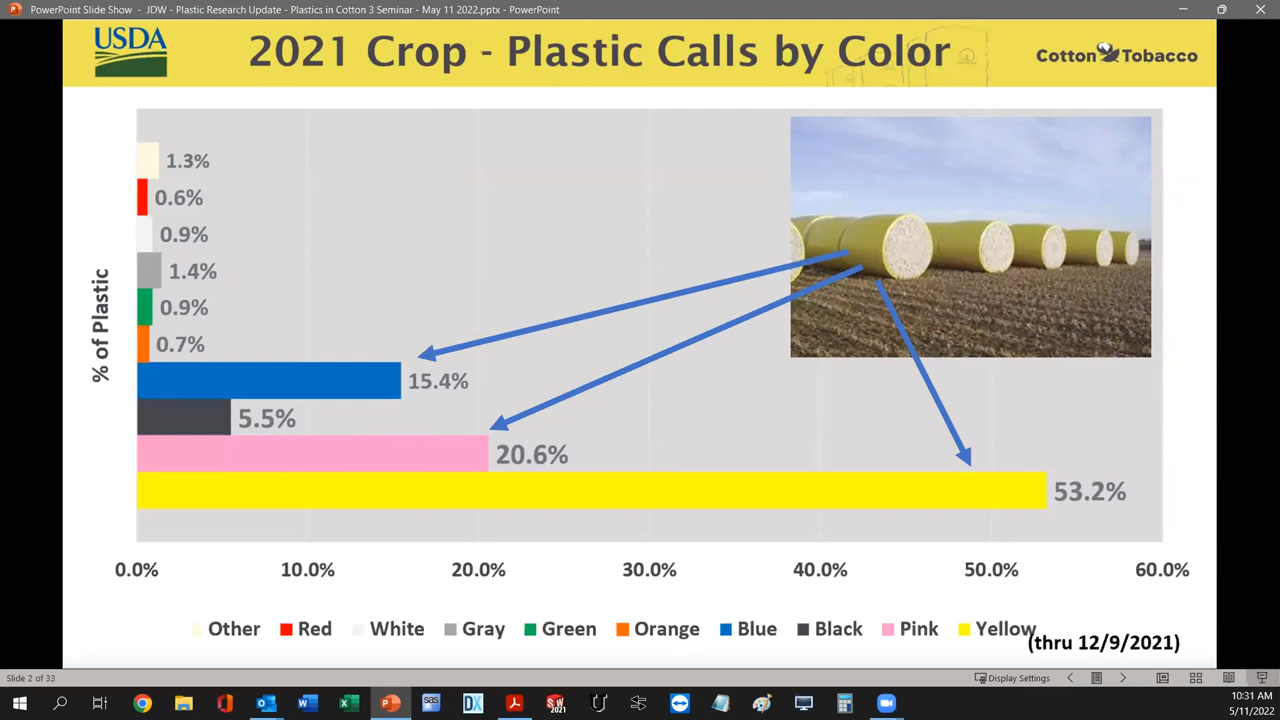 PowerPoint Slide Show - JDW - Plastic Research Update - Plastics in Cotton 3 Seminar - May 11 2022.pptx - PowerPoint
USDA
2021 Crop - Plastic Calls by Color
Cotton Tobacco
% of Plastic
1.3%
0.6%
0.9%
1.4%
0.9%
0.7%
15.4%
5.5%
20.6%
53.2%
0.0% 10.0% 20.0% 30.0% 40.0% 50.0% 60.0%
Other Red White Gray Green Orange Blue Black Pink Yellow
(thru 12/9/2021)
Slide 2 of 33
Display Settings
10:31 AM
5/11/2022